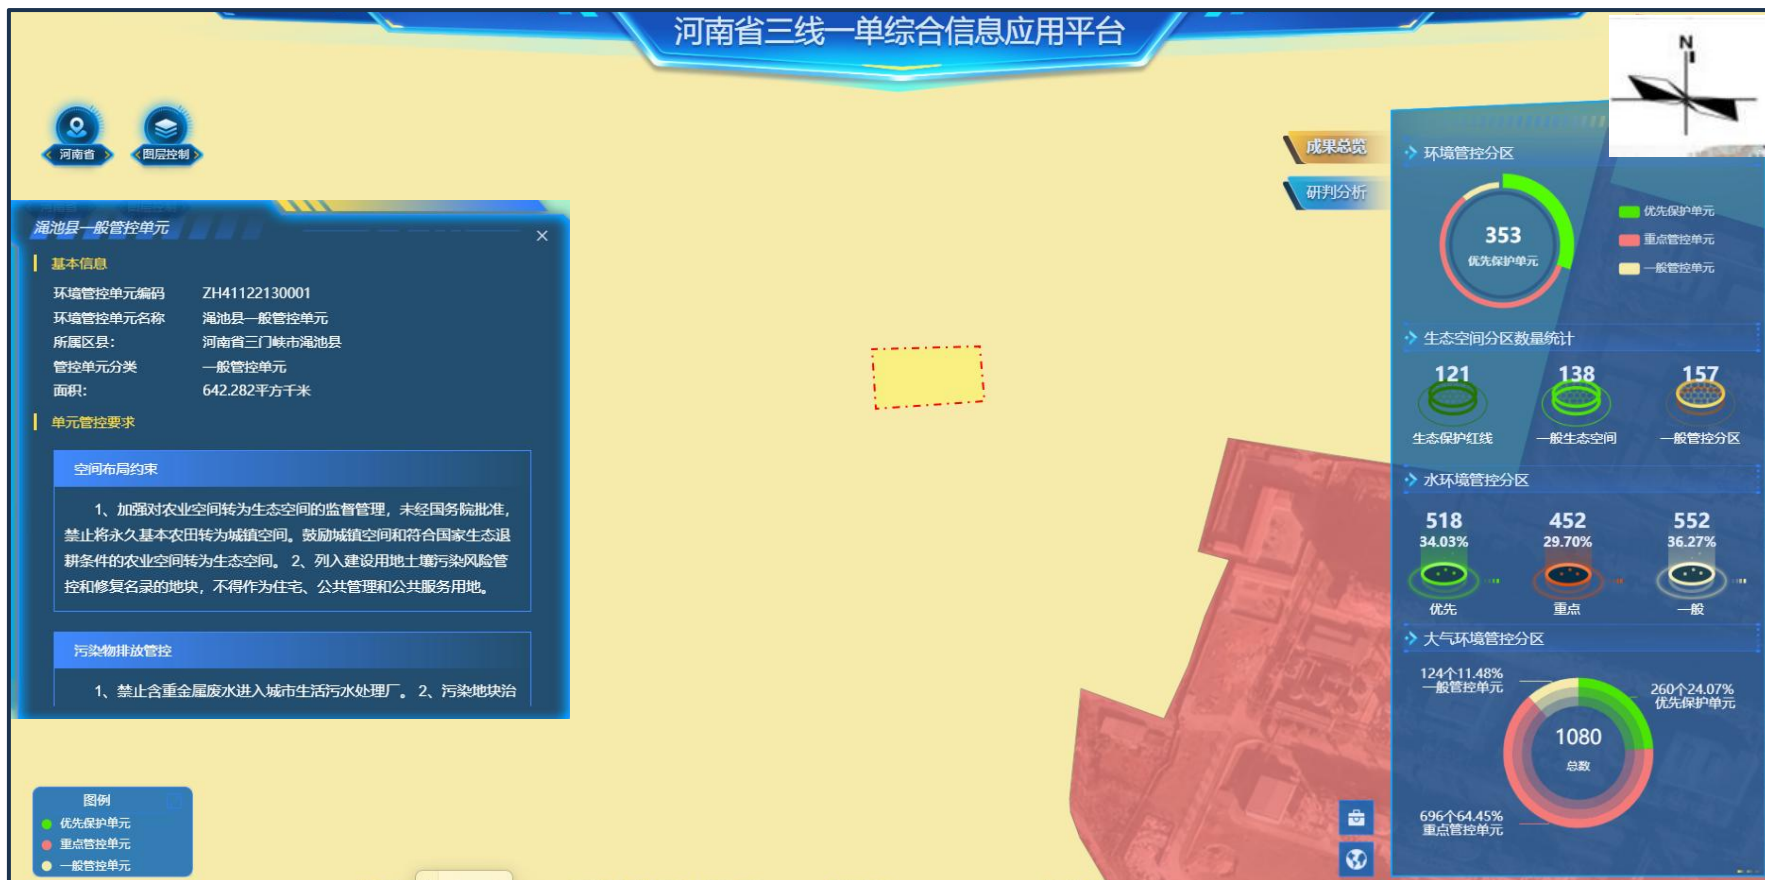 河南省三线一单综合信息应用平台
N
河南省
图层控制
成果总览
研判分析
渑池县一般管控单元
×
基本信息
环境管控单元编码 ZH41122130001
环境管控单元名称 渑池县一般管控单元
所属区县： 河南省三门峡市渑池县
管控单元分类 一般管控单元
面积： 642.282平方千米
单元管控要求
空间布局约束
1、加强对农业空间转为生态空间的监督管理，未经国务院批准，
禁止将永久基本农田转为城镇空间。鼓励城镇空间和符合国家生态退
耕条件的农业空间转为生态空间。 2、列入建设用地土壤污染风险管
控和修复名录的地块，不得作为住宅、公共管理和公共服务用地。
污染物排放管控
1、禁止含重金属废水进入城市生活污水处理厂。 2、污染地块治
图例
优先保护单元
重点管控单元
一般管控单元
环境管控分区
353
优先保护单元
优先保护单元
重点管控单元
一般管控单元
生态空间分区数量统计
121 138 157
生态保护红线 一般生态空间 一般管控分区
水环境管控分区
518 452 552
34.03% 29.70% 36.27%
优先 重点 一般
大气环境管控分区
124个11.48%
一般管控单元
260个24.07%
优先保护单元
1080
总数
696个64.45%
重点管控单元